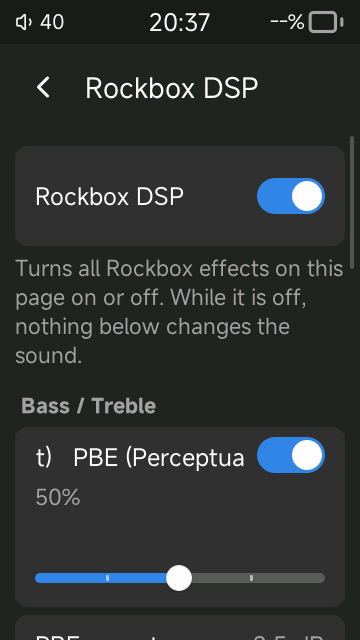 40 20:37 --%
Rockbox DSP
Rockbox DSP
Turns all Rockbox effects on this
page on or off. While it is off,
nothing below changes the
sound.
Bass / Treble
t) PBE (Perceptua
50%